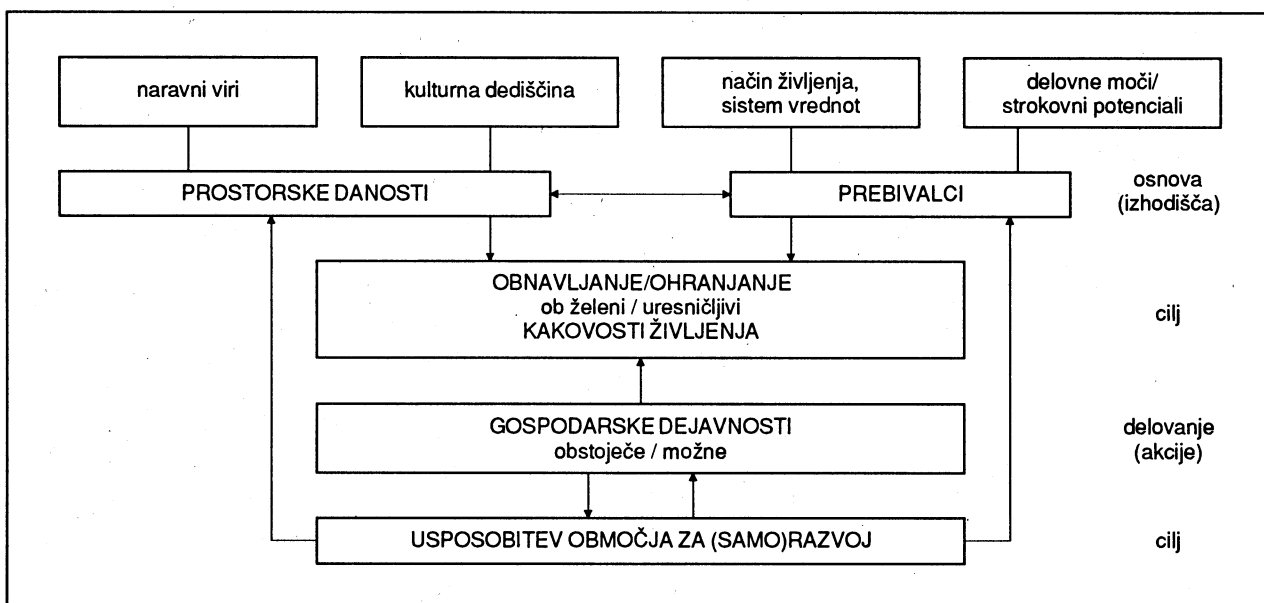 naravni viri
kulturna dediščina
način življenja,
sistem vrednot
delovne moči/
strokovni potenciali
PROSTORSKE DANOSTI
PREBIVALCI
osnova
(izhodišča)
OBNAVLJANJE/OHRANJANJE
ob želeni / uresničljivi
KAKOVOSTI ŽIVLJENJA
cilj
GOSPODARSKE DEJAVNOSTI
obstoječe / možne
delovanje
(akcije)
USPOSOBITEV OBMOČJA ZA (SAMO)RAZVOJ
cilj